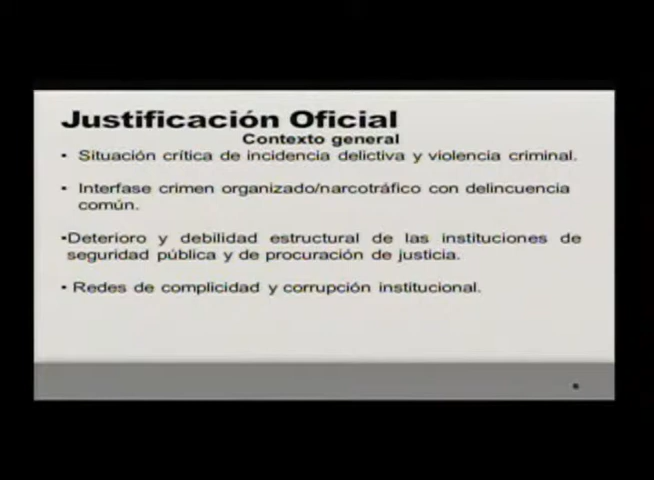 Justificación Oficial
Contexto general
• Situación crítica de incidencia delictiva y violencia criminal.
• Interfase crimen organizado/narcotráfico con delincuencia
común.
•Deterioro y debilidad estructural de las instituciones de
seguridad pública y de procuración de justicia.
• Redes de complicidad y corrupción institucional.